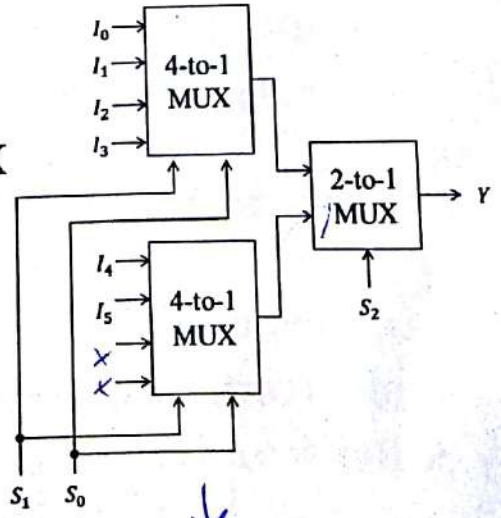 I₀
I₁
I₂
I₃
4-to-1
MUX
X
2-to-1
MUX
Y
S₂
I₄
I₅
x
x
4-to-1
MUX
S₁ S₀